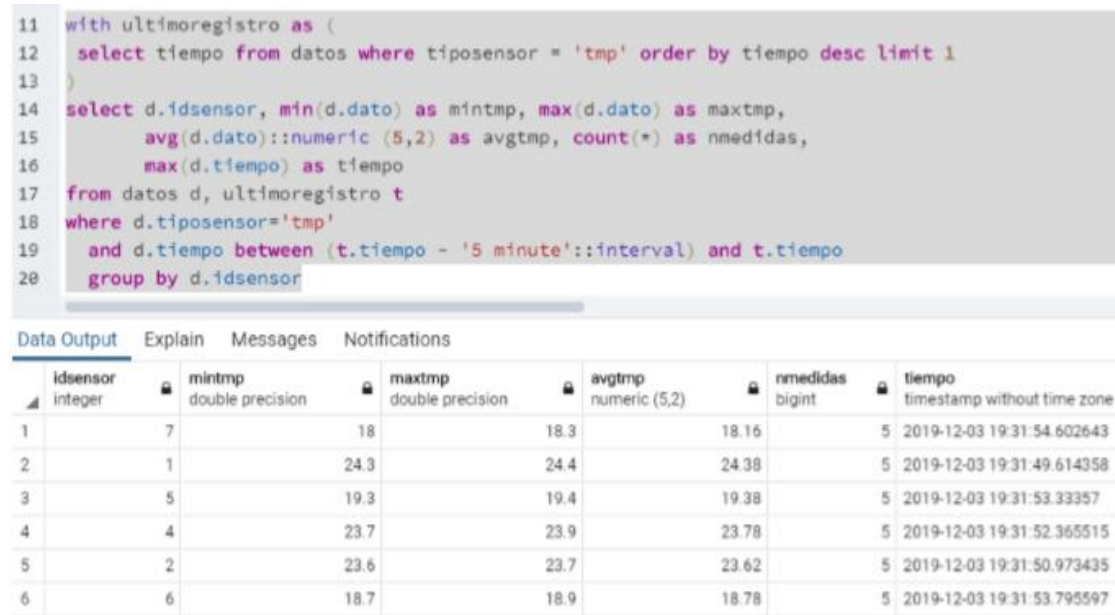 11 with ultimoregistro as (
12 select tiempo from datos where tiposensor = 'tmp' order by tiempo desc limit 1
13 )
14 select d.idsensor, min(d.dato) as mintmp, max(d.dato) as maxtmp,
15 avg(d.dato)::numeric (5,2) as avgtmp, count(*) as nmedidas,
16 max(d.tiempo) as tiempo
17 from datos d, ultimoregistro t
18 where d.tiposensor='tmp'
19 and d.tiempo between (t.tiempo - '5 minute'::interval) and t.tiempo
20 group by d.idsensor
Data Output Explain Messages Notifications
idsensor mintmp maxtmp avgtmp nmedidas tiempo
integer double precision double precision numeric (5,2) bigint timestamp without time zone
1 7 18 18.3 18.16 5 2019-12-03 19:31:54.602643
2 1 24.3 24.4 24.38 5 2019-12-03 19:31:49.614358
3 5 19.3 19.4 19.38 5 2019-12-03 19:31:53.33357
4 4 23.7 23.9 23.78 5 2019-12-03 19:31:52.365515
5 2 23.6 23.7 23.62 5 2019-12-03 19:31:50.973435
6 6 18.7 18.9 18.78 5 2019-12-03 19:31:53.795597